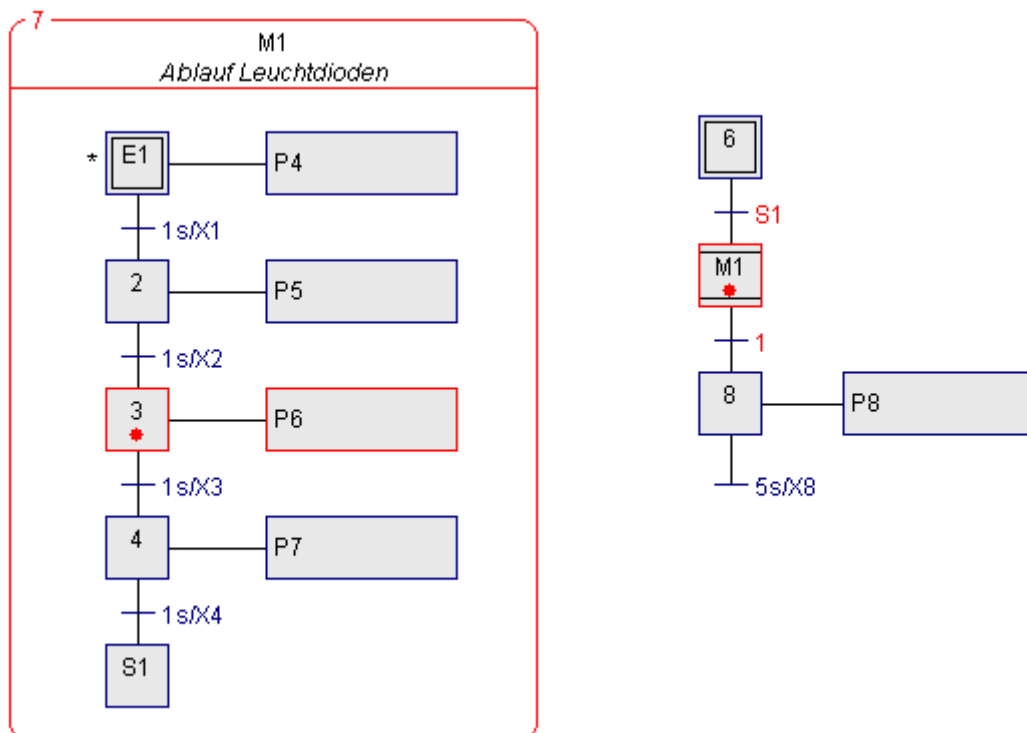 7
M1
Ablauf Leuchtdioden
* E1 P4
1s/X1
2 P5
1s/X2
3 P6
1s/X3
4 P7
1s/X4
S1
6
S1
M1
1
8 P8
5s/X8